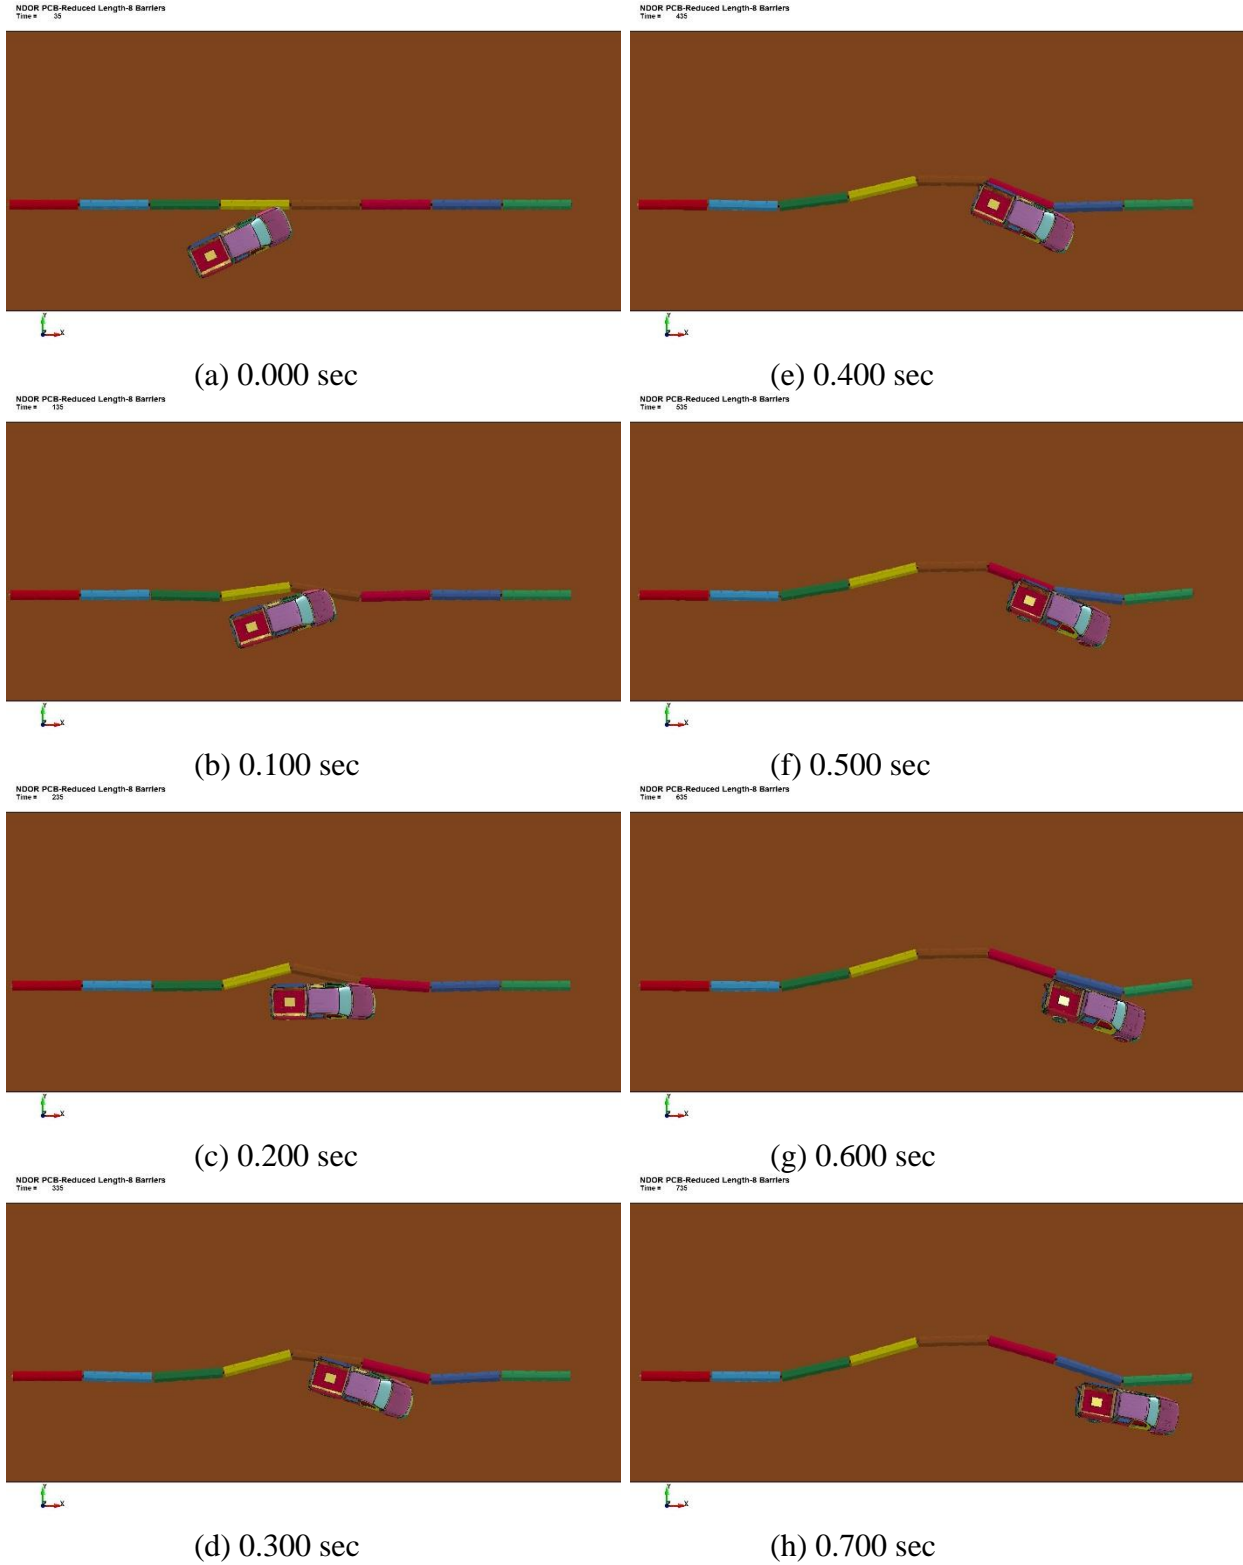 NDOR PCB-Reduced Length-8 Barriers
Time = 35
Y
Z X
(a) 0.000 sec
NDOR PCB-Reduced Length-8 Barriers
Time = 135
Y
Z X
(b) 0.100 sec
NDOR PCB-Reduced Length-8 Barriers
Time = 235
Y
Z X
(c) 0.200 sec
NDOR PCB-Reduced Length-8 Barriers
Time = 335
Y
Z X
(d) 0.300 sec
NDOR PCB-Reduced Length-8 Barriers
Time = 435
Y
Z X
(e) 0.400 sec
NDOR PCB-Reduced Length-8 Barriers
Time = 535
Y
Z X
(f) 0.500 sec
NDOR PCB-Reduced Length-8 Barriers
Time = 635
Y
Z X
(g) 0.600 sec
NDOR PCB-Reduced Length-8 Barriers
Time = 735
Y
Z X
(h) 0.700 sec